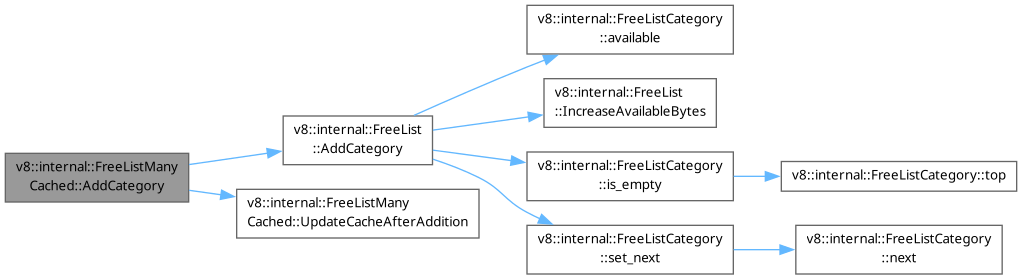 v8::internal::FreeListMany
Cached::AddCategory
v8::internal::FreeList
::AddCategory
v8::internal::FreeListMany
Cached::UpdateCacheAfterAddition
v8::internal::FreeListCategory
::available
v8::internal::FreeList
::IncreaseAvailableBytes
v8::internal::FreeListCategory
::is_empty
v8::internal::FreeListCategory
::set_next
v8::internal::FreeListCategory::top
v8::internal::FreeListCategory
::next